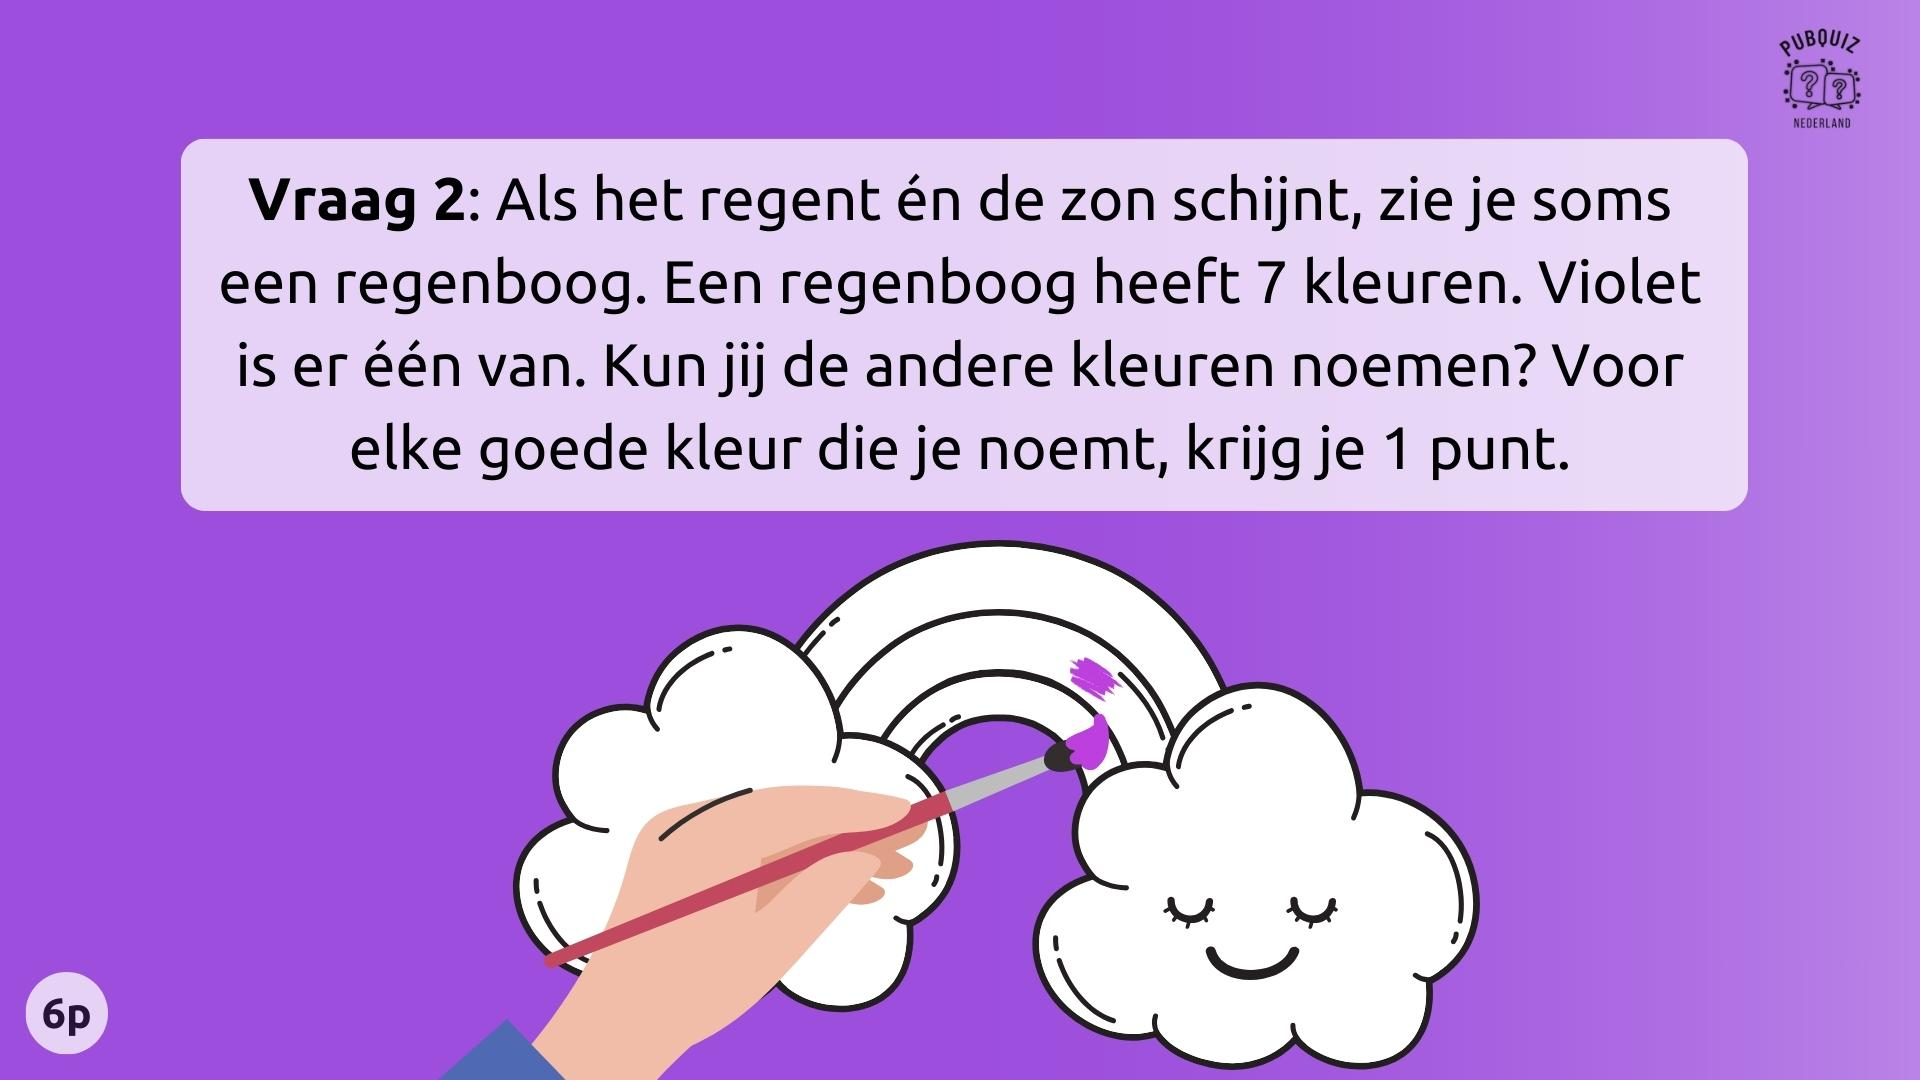 PUBQUIZ
? ?
NEDERLAND
Vraag 2: Als het regent én de zon schijnt, zie je soms
een regenboog. Een regenboog heeft 7 kleuren. Violet
is er één van. Kun jij de andere kleuren noemen? Voor
elke goede kleur die je noemt, krijg je 1 punt.
6p